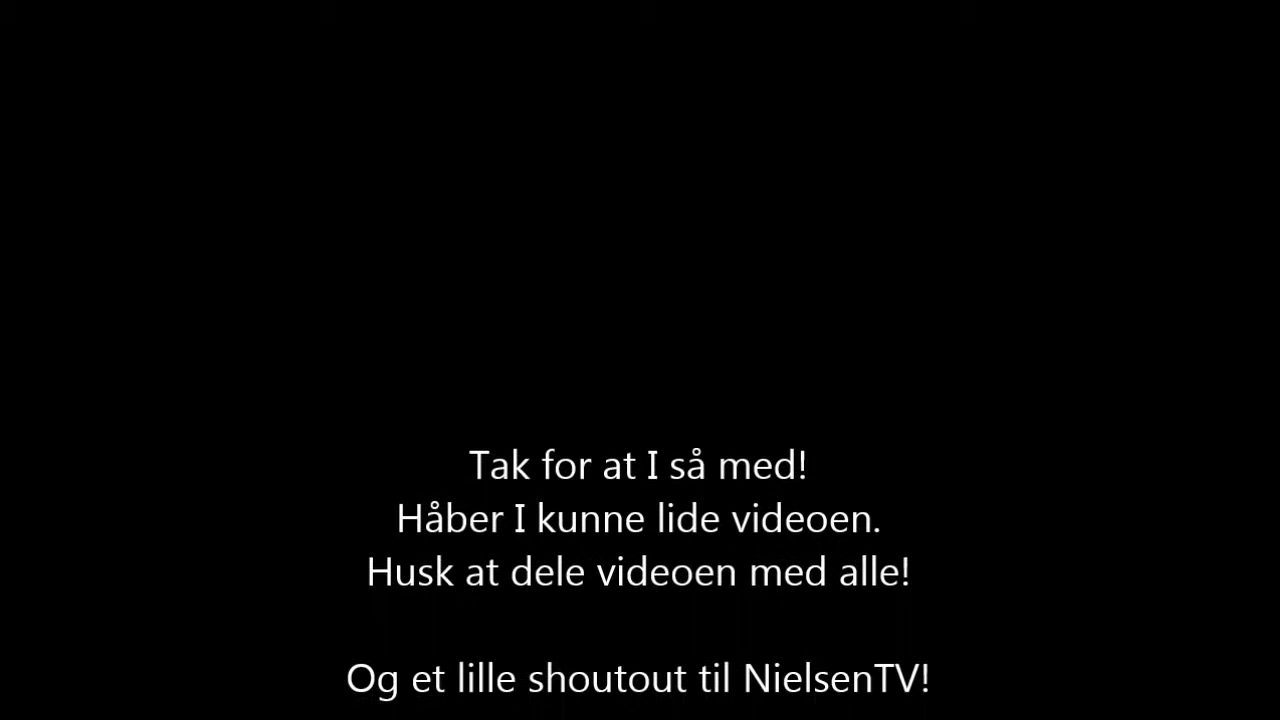 Tak for at I så med!
Håber I kunne lide videoen.
Husk at dele videoen med alle!
Og et lille shoutout til NielsenTV!